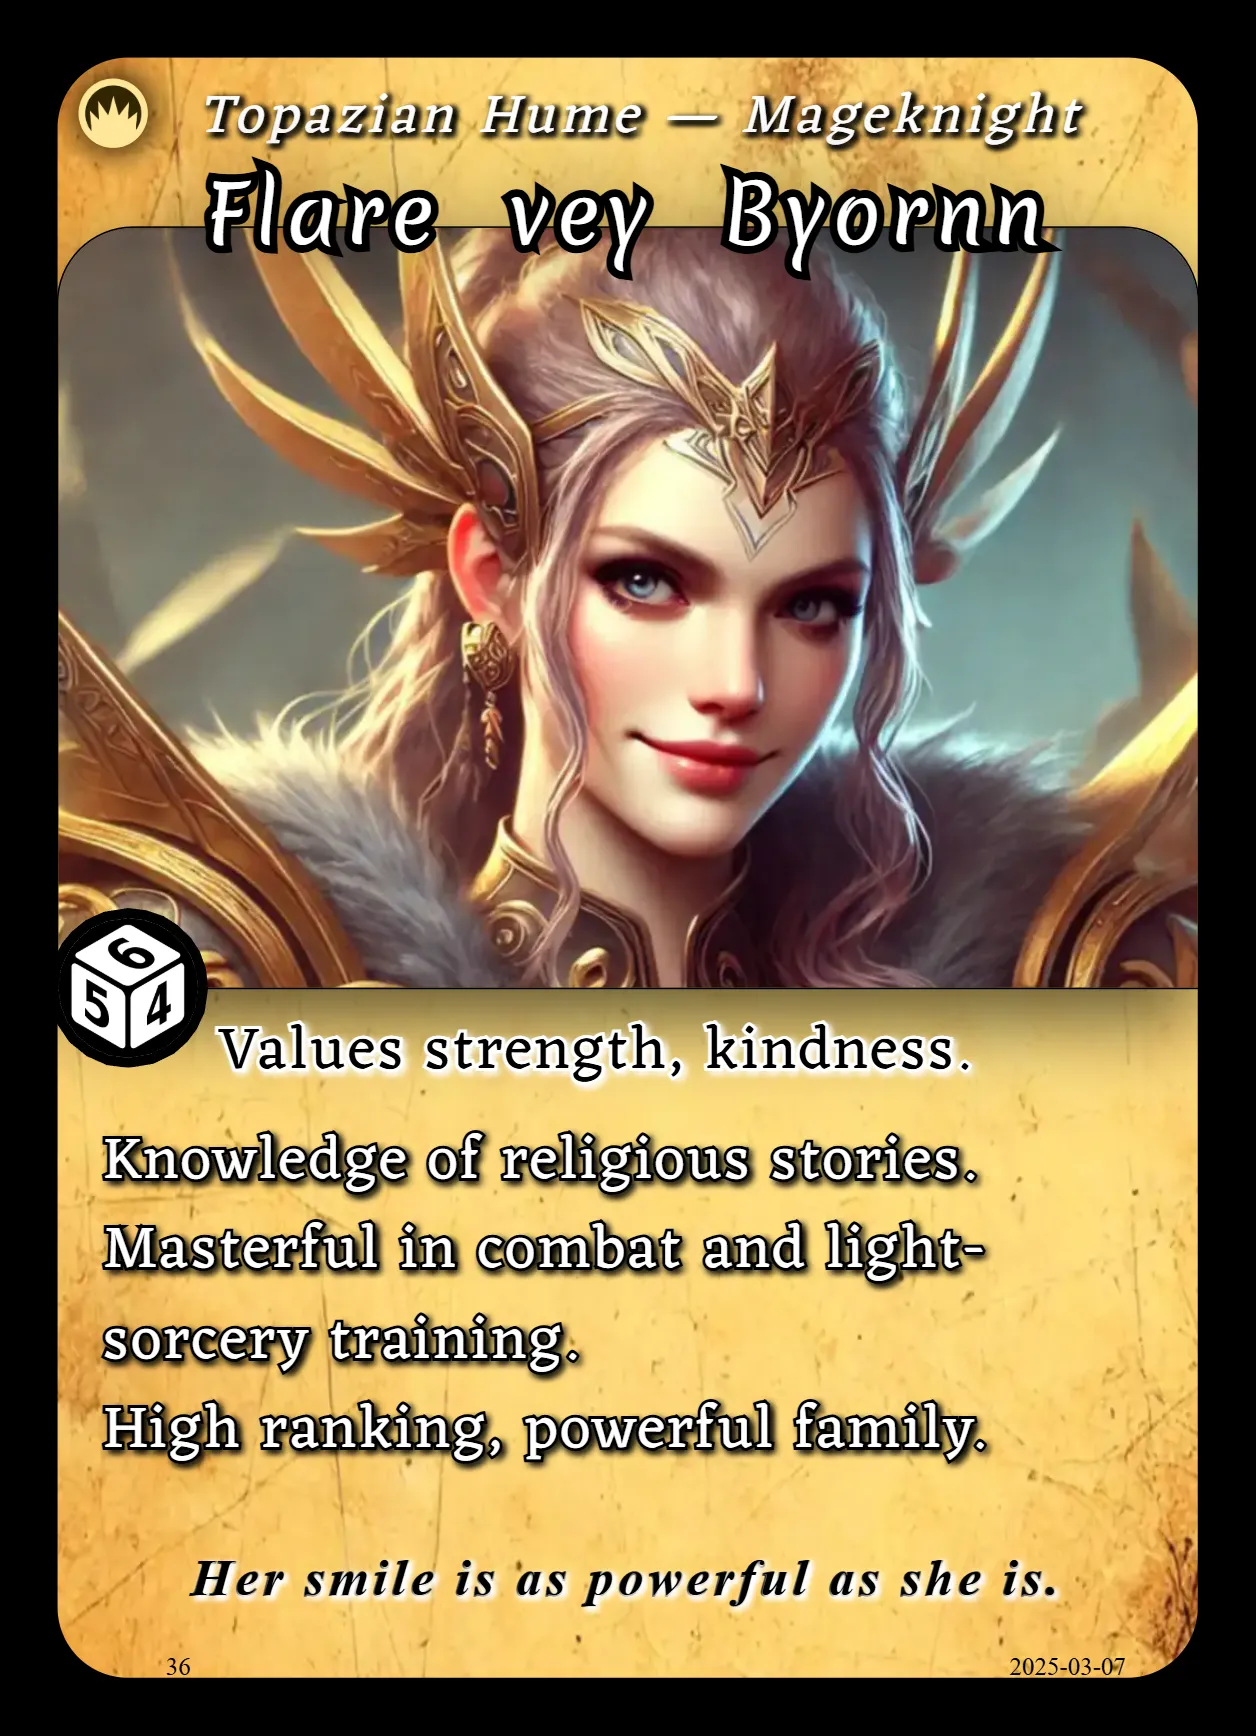 Topazian Hume — Mageknight
Flare vey Byornn
6
5 4
Values strength, kindness.
Knowledge of religious stories.
Masterful in combat and light-
sorcery training.
High ranking, powerful family.
Her smile is as powerful as she is.
36 2025-03-07